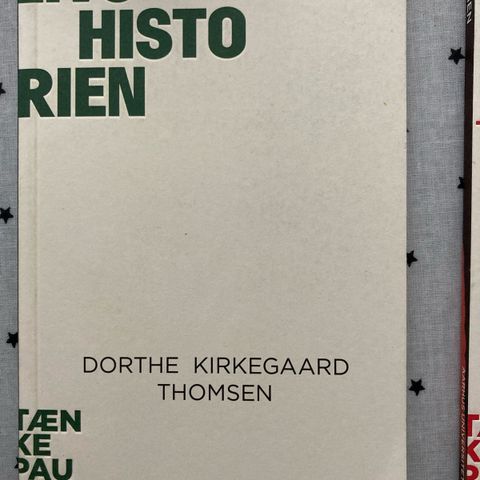 HISTO
RIEN
DORTHE KIRKEGAARD
THOMSEN
TÆN
KE
PAU